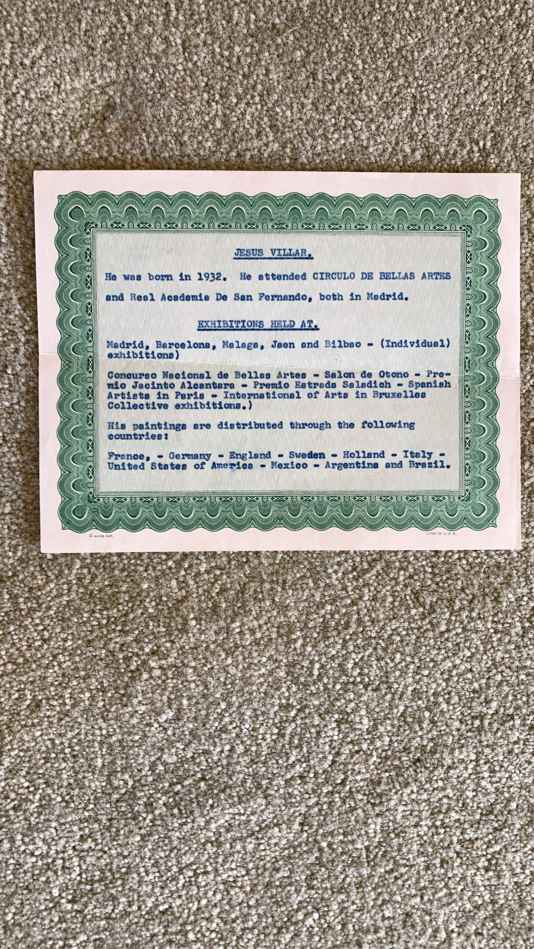 JESUS VILLAR.
He was born in 1932. He attended CIRCULO DE BELLAS ARTES
and Real Academia De San Fernando, both in Madrid.
EXHIBITIONS HELD AT.
Madrid, Barcelona, Malaga, Jaen and Bilbao - (Individual)
exhibitions)
Concurso Nacional de Bellas Artes - Salon de Otono - Pre-
mio Jacinto Alcantara - Premio Estrada Saladich - Spanish
Artists in Paris - International of Arts in Bruxelles
Collective exhibitions.)
His paintings are distributed through the following
countries:
France, - Germany - England - Sweden - Holland - Italy -
United States of America - Mexico - Argentina and Brazil.